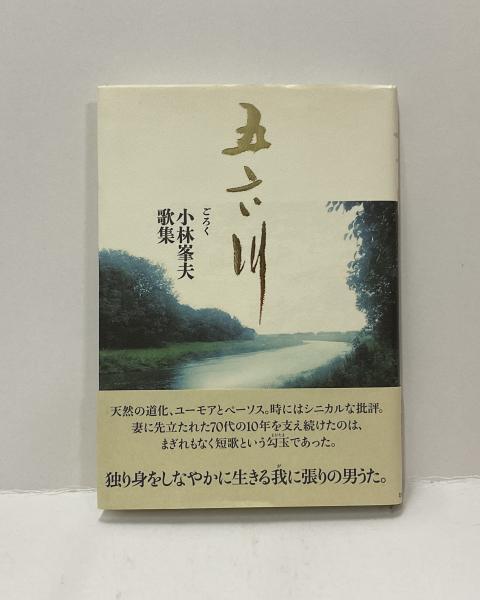 五六川
ごろく
小林峯夫
歌集
天然の道化、ユーモアとペーソス。時にはシニカルな批評。
妻に先立たれた70代の10年を支え続けたのは、
まぎれもなく短歌という勾玉であった。
独り身をしなやかに生きる我に張りの男うた。